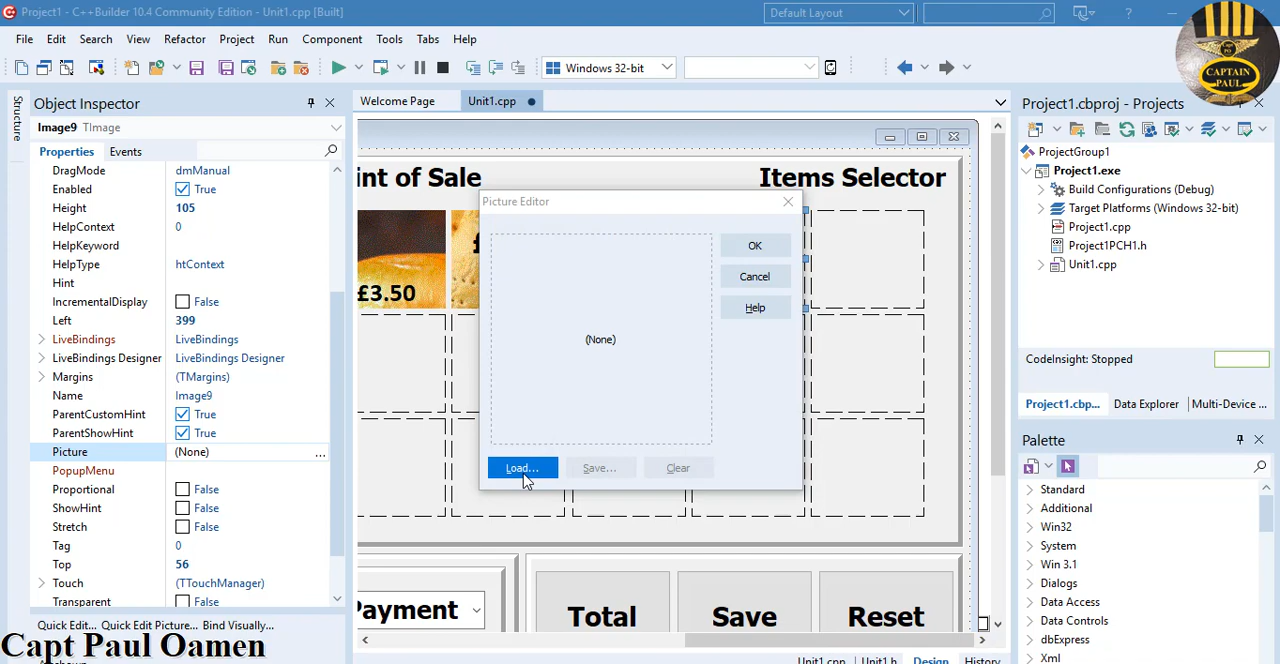 Project1 - C++Builder 10.4 Community Edition - Unit1.cpp [Built]
Default Layout
File Edit Search View Refactor Project Run Component Tools Tabs Help
Windows 32-bit
CAPTAIN PAUL
Structure
Object Inspector
Image9 TImage
Properties Events
DragMode dmManual
Enabled True
Height 105
HelpContext 0
HelpKeyword
HelpType htContext
Hint
IncrementalDisplay False
Left 399
LiveBindings LiveBindings
LiveBindings Designer LiveBindings Designer
Margins (TMargins)
Name Image9
ParentCustomHint True
ParentShowHint True
Picture (None) ...
PopupMenu
Proportional False
ShowHint False
Stretch False
Tag 0
Top 56
Touch (TTouchManager)
Transparent False
Quick Edit... Quick Edit Picture... Bind Visually...
Capt Paul Oamen
Welcome Page Unit1.cpp
int of Sale Items Selector
£3.50
Picture Editor
OK
Cancel
Help
(None)
Load... Save... Clear
Payment
Total Save Reset
Unit1.cpp Unit1.h Design History
Project1.cbproj - Projects
ProjectGroup1
Project1.exe
Build Configurations (Debug)
Target Platforms (Windows 32-bit)
Project1.cpp
Project1PCH1.h
Unit1.cpp
CodeInsight: Stopped
Project1.cbp... Data Explorer Multi-Device ...
Palette
Standard
Additional
Win32
System
Win 3.1
Dialogs
Data Access
Data Controls
dbExpress
Xml